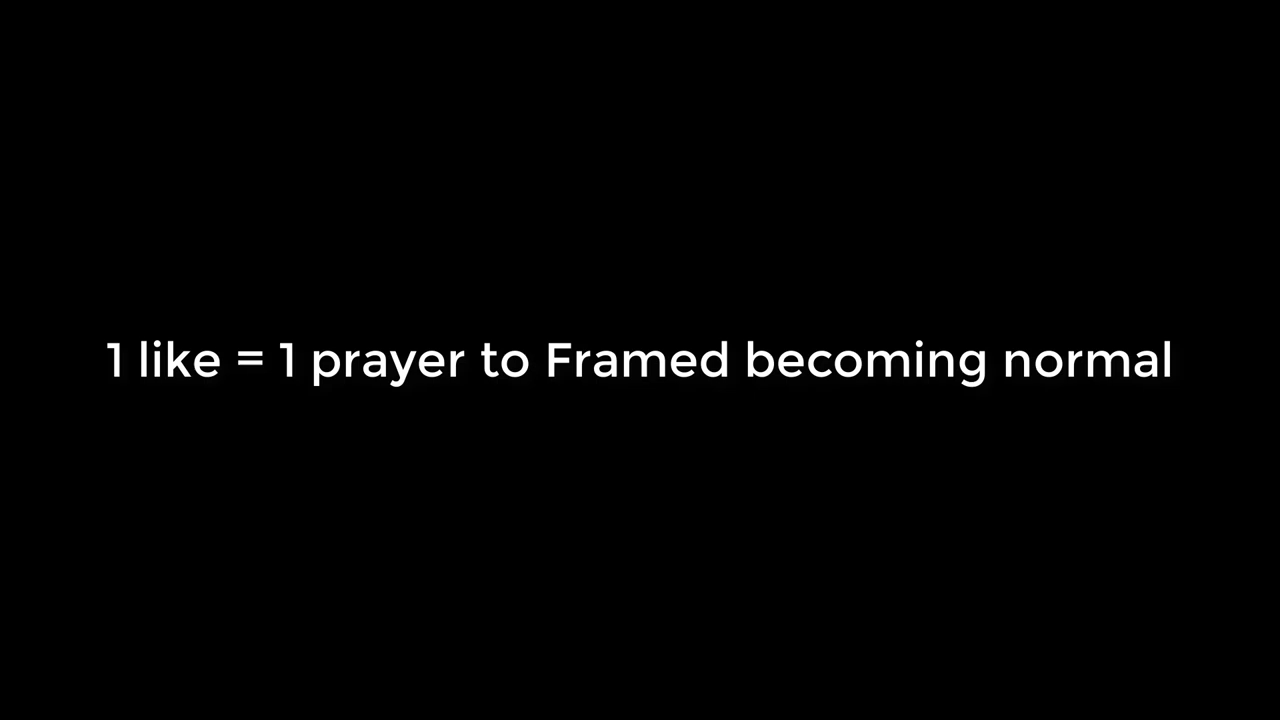 1 like = 1 prayer to Framed becoming normal